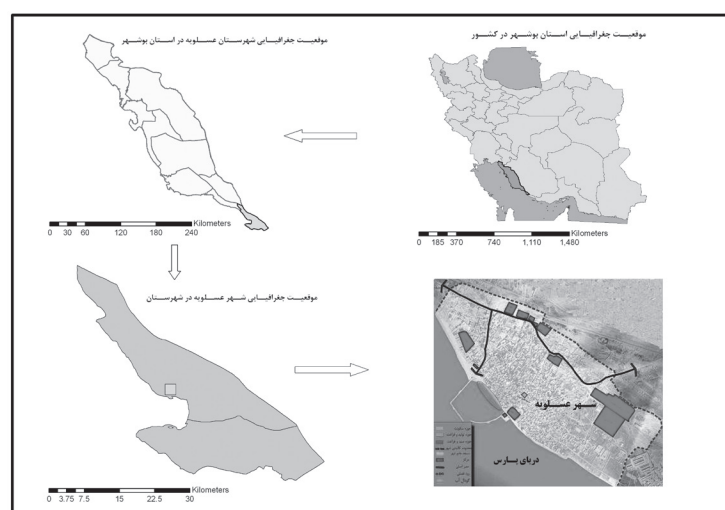 موقعیت جغرافیایی استان بوشهر در کشور
Kilometers
0 185 370 740 1,110 1,480
موقعیت جغرافیایی شهرستان عسلویه در استان بوشهر
Kilometers
0 30 60 120 180 240
موقعیت جغرافیایی شهر عسلویه در شهرستان
Kilometers
0 3.75 7.5 15 22.5 30
شهر عسلویه
دریای پارس